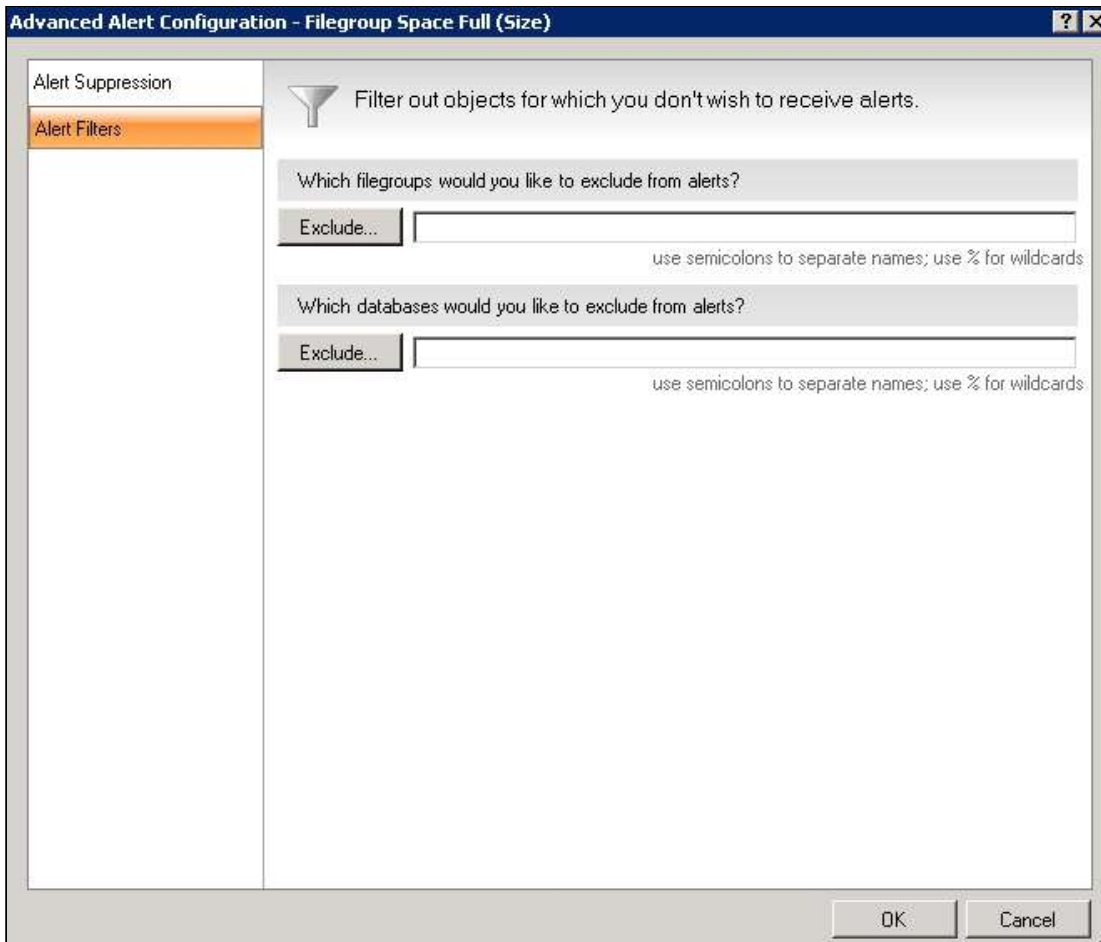 Advanced Alert Configuration - Filegroup Space Full (Size)
Alert Suppression
Alert Filters
Filter out objects for which you don't wish to receive alerts.
Which filegroups would you like to exclude from alerts?
Exclude...
use semicolons to separate names; use % for wildcards
Which databases would you like to exclude from alerts?
Exclude...
use semicolons to separate names; use % for wildcards
OK
Cancel